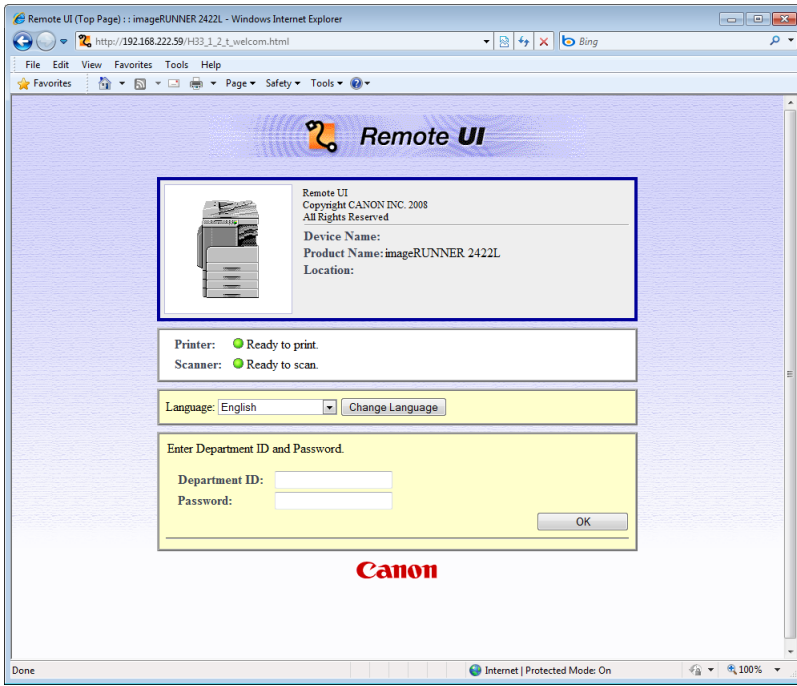 Remote UI (Top Page) : : imageRUNNER 2422L - Windows Internet Explorer
http://192.168.222.59/H33_1_2_t_welcom.html
Bing
File Edit View Favorites Tools Help
Favorites Page Safety Tools
Remote UI
Remote UI
Copyright CANON INC. 2008
All Rights Reserved
Device Name:
Product Name: imageRUNNER 2422L
Location:
Printer: Ready to print.
Scanner: Ready to scan.
Language: English Change Language
Enter Department ID and Password.
Department ID:
Password:
OK
Canon
Done Internet | Protected Mode: On 100%